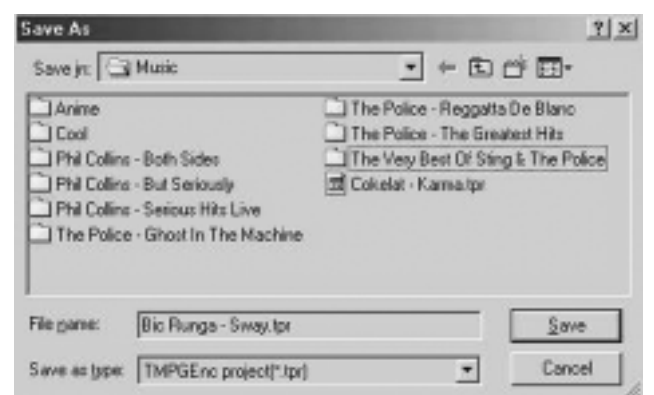 Save As
Save in: Music
Anime
Cool
Phil Collins - Both Sides
Phil Collins - But Seriously
Phil Collins - Serious Hits Live
The Police - Ghost In The Machine
The Police - Reggatta De Blanc
The Police - The Greatest Hits
The Very Best Of Sting & The Police
Cokelat - Karma.tpr
File name: Bic Runga - Sway.tpr
Save
Save as type: TMPGEnc project(*.tpr)
Cancel